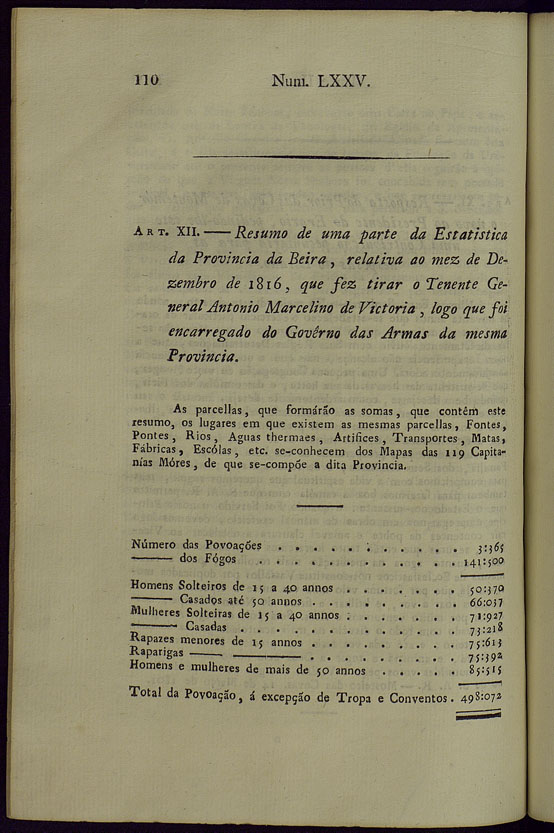 110 Num. LXXV.
ART. XII. — Resumo de uma parte da Estatistica
da Provincia da Beira, relativa ao mez de De-
zembro de 1816, que fez tirar o Tenente Ge-
neral Antonio Marcelino de Victoria, logo que foi
encarregado do Govêrno das Armas da mesma
Provincia.
As parcellas, que formárão as somas, que contêm este
resumo, os lugares em que existem as mesmas parcellas, Fontes,
Pontes, Rios, Aguas thermaes, Artifices, Transportes, Matas,
Fábricas, Escólas, etc. se-conhecem dos Mapas das 119 Capita-
nías Móres, de que se-compõe a dita Provincia.
Número das Povoações . . . . . . . . . . 3:365
——— dos Fógos . . . . . . . . . . . 141:500
Homens Solteiros de 15 a 40 annos . . . . . . . 50:370
——— Casados até 50 annos . . . . . . . . . 66:037
Mulheres Solteiras de 15 a 40 annos . . . . . . . 71:927
——— Casadas . . . . . . . . . . . . 73:218
Rapazes menores de 15 annos . . . . . . . . . 75:613
Raparigas ——— ——————— . . . . . . . . . 75:392
Homens e mulheres de mais de 50 annos . . . . . 85:515
Total da Povoação, á excepção de Tropa e Conventos . 498:072